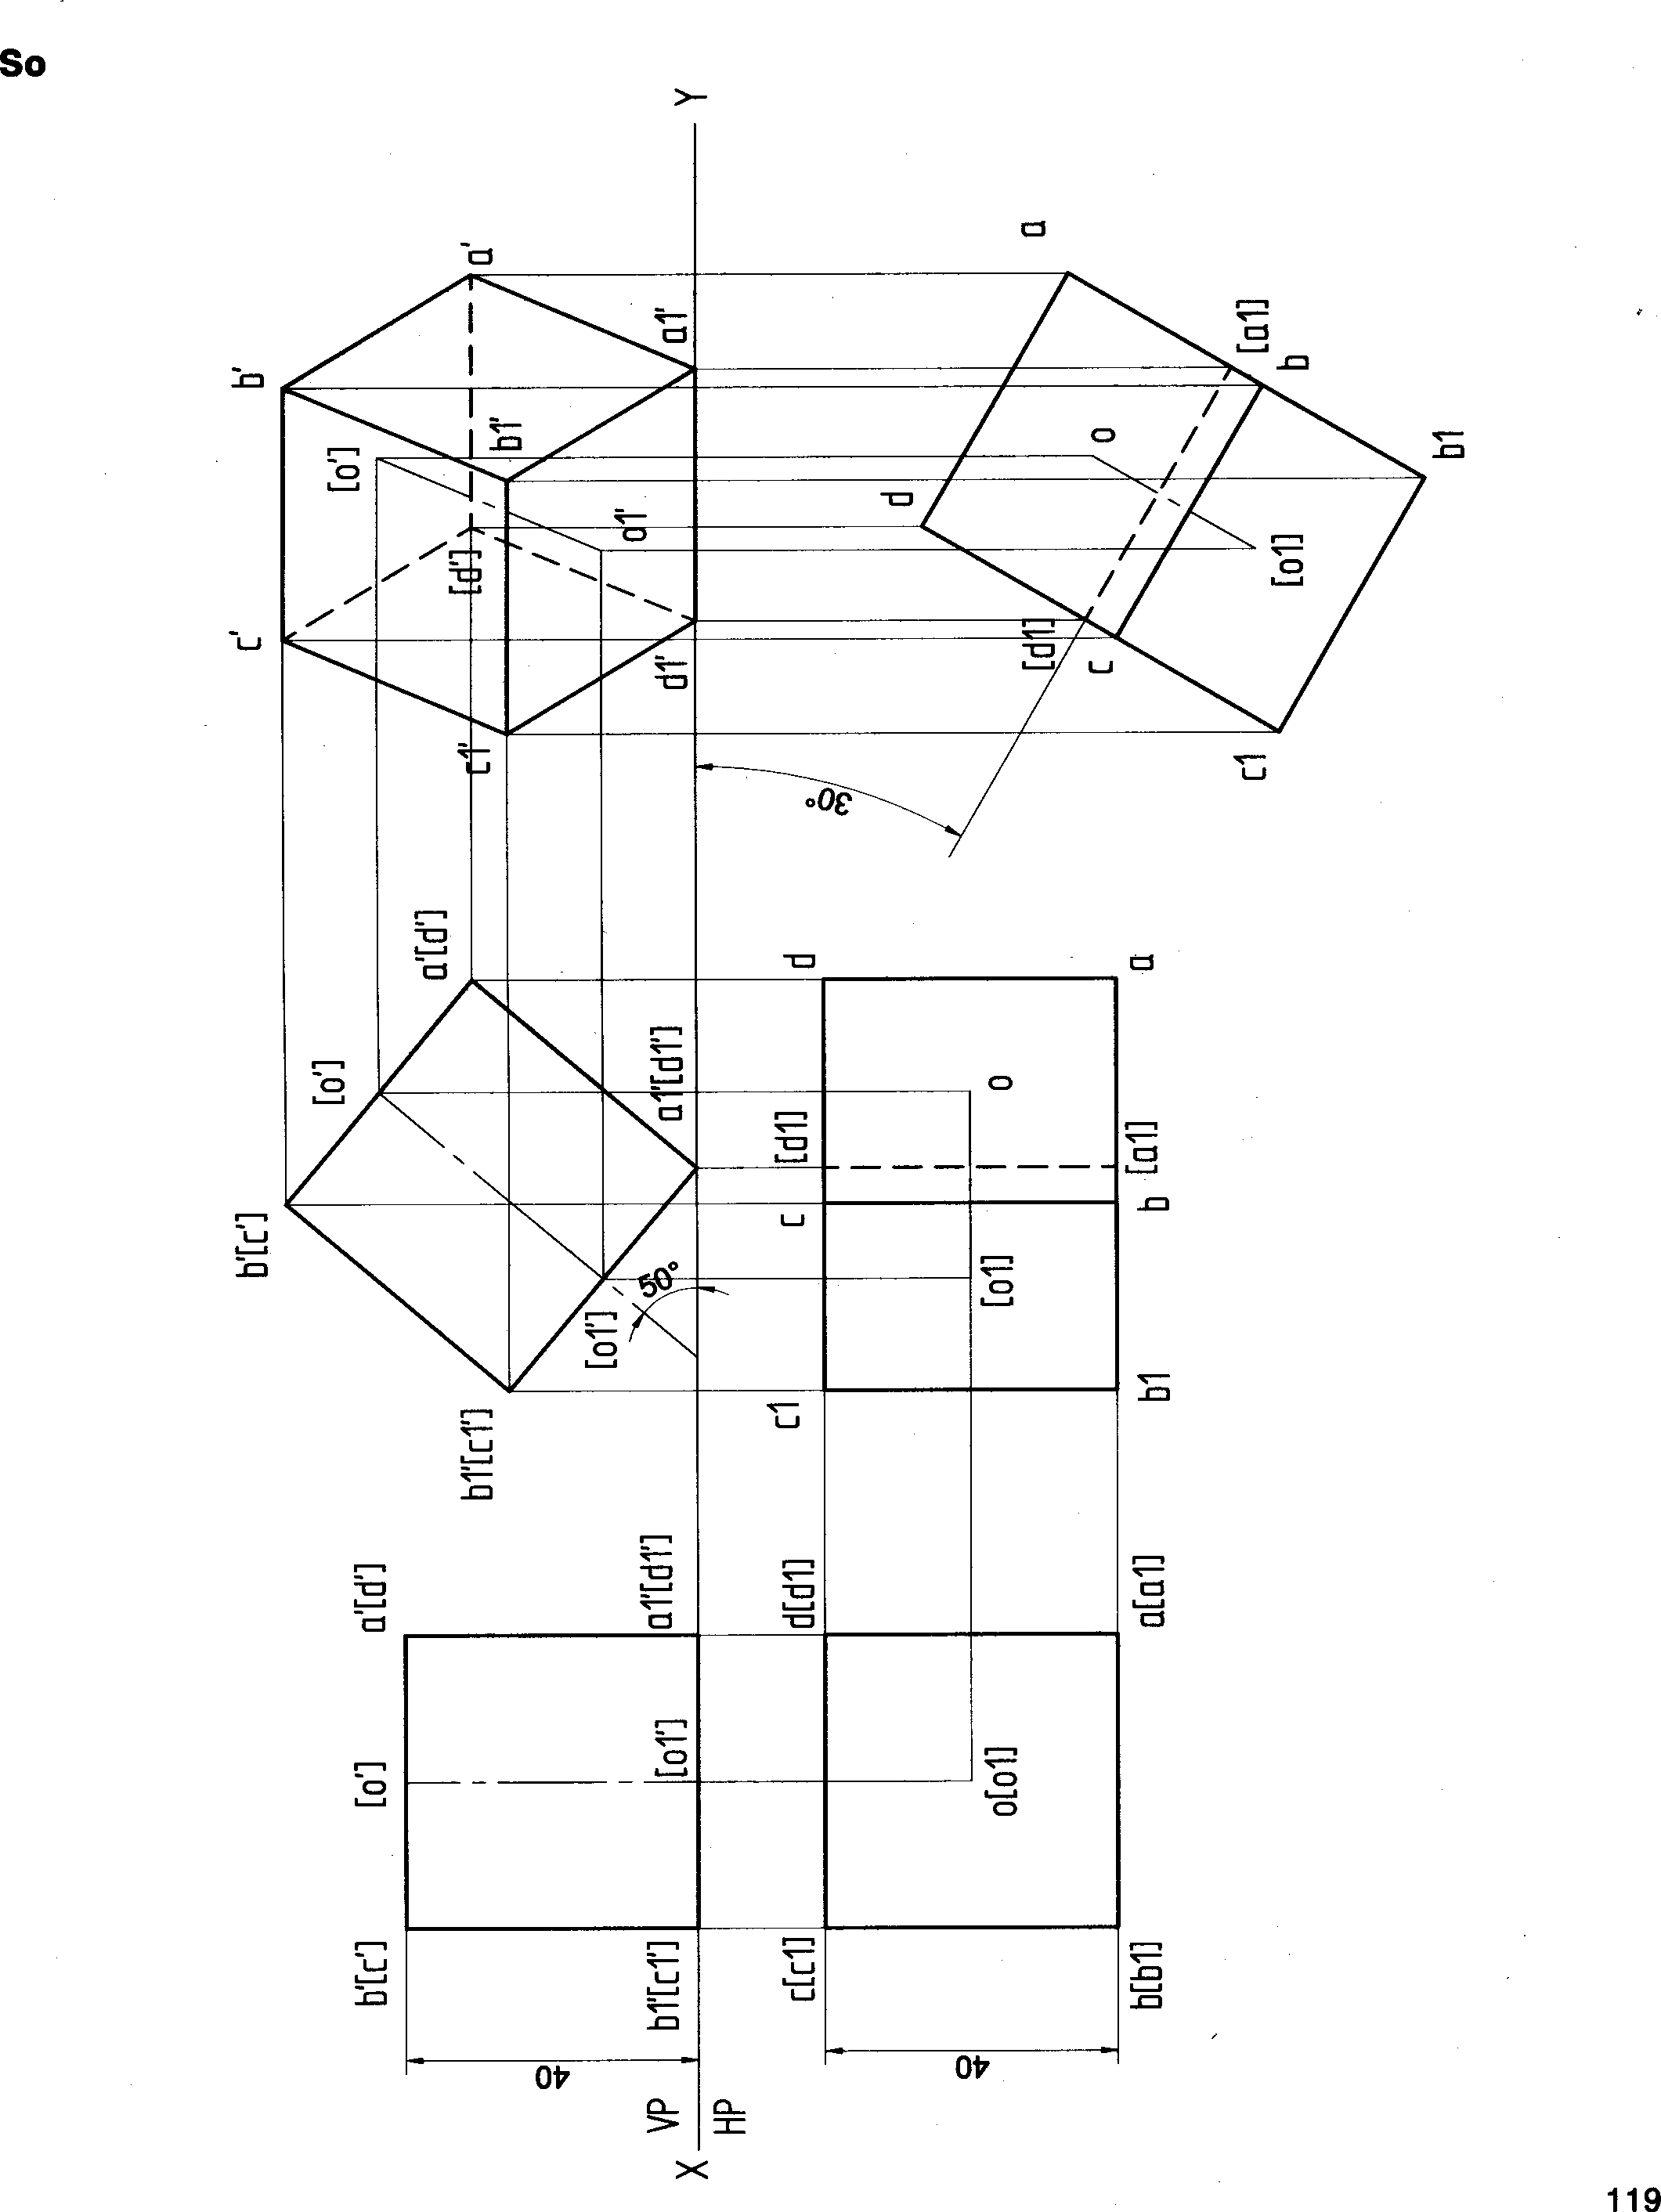 So
X
Y
VP
HP
b'[c']
[o']
a'[d']
b1'[c1']
[o1']
a1'[d1']
40
c[c1]
d[d1]
o[o1]
b[b1]
a[a1]
40
b'[c']
[o']
a'[d']
b1'[c1']
[o1']
a1'[d1']
50°
c1
c
[d1]
d
[o1]
o
b1
b
[a1]
a
c'
b'
[o']
a'
[d']
c1'
b1'
o1'
d1'
a1'
30°
d
a
o
[d1]
c
[a1]
b
[o1]
c1
b1
119